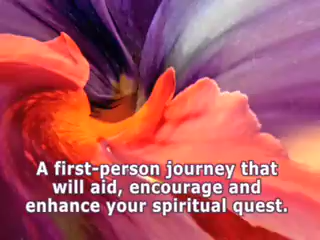 A first-person journey that
will aid, encourage and
enhance your spiritual quest.